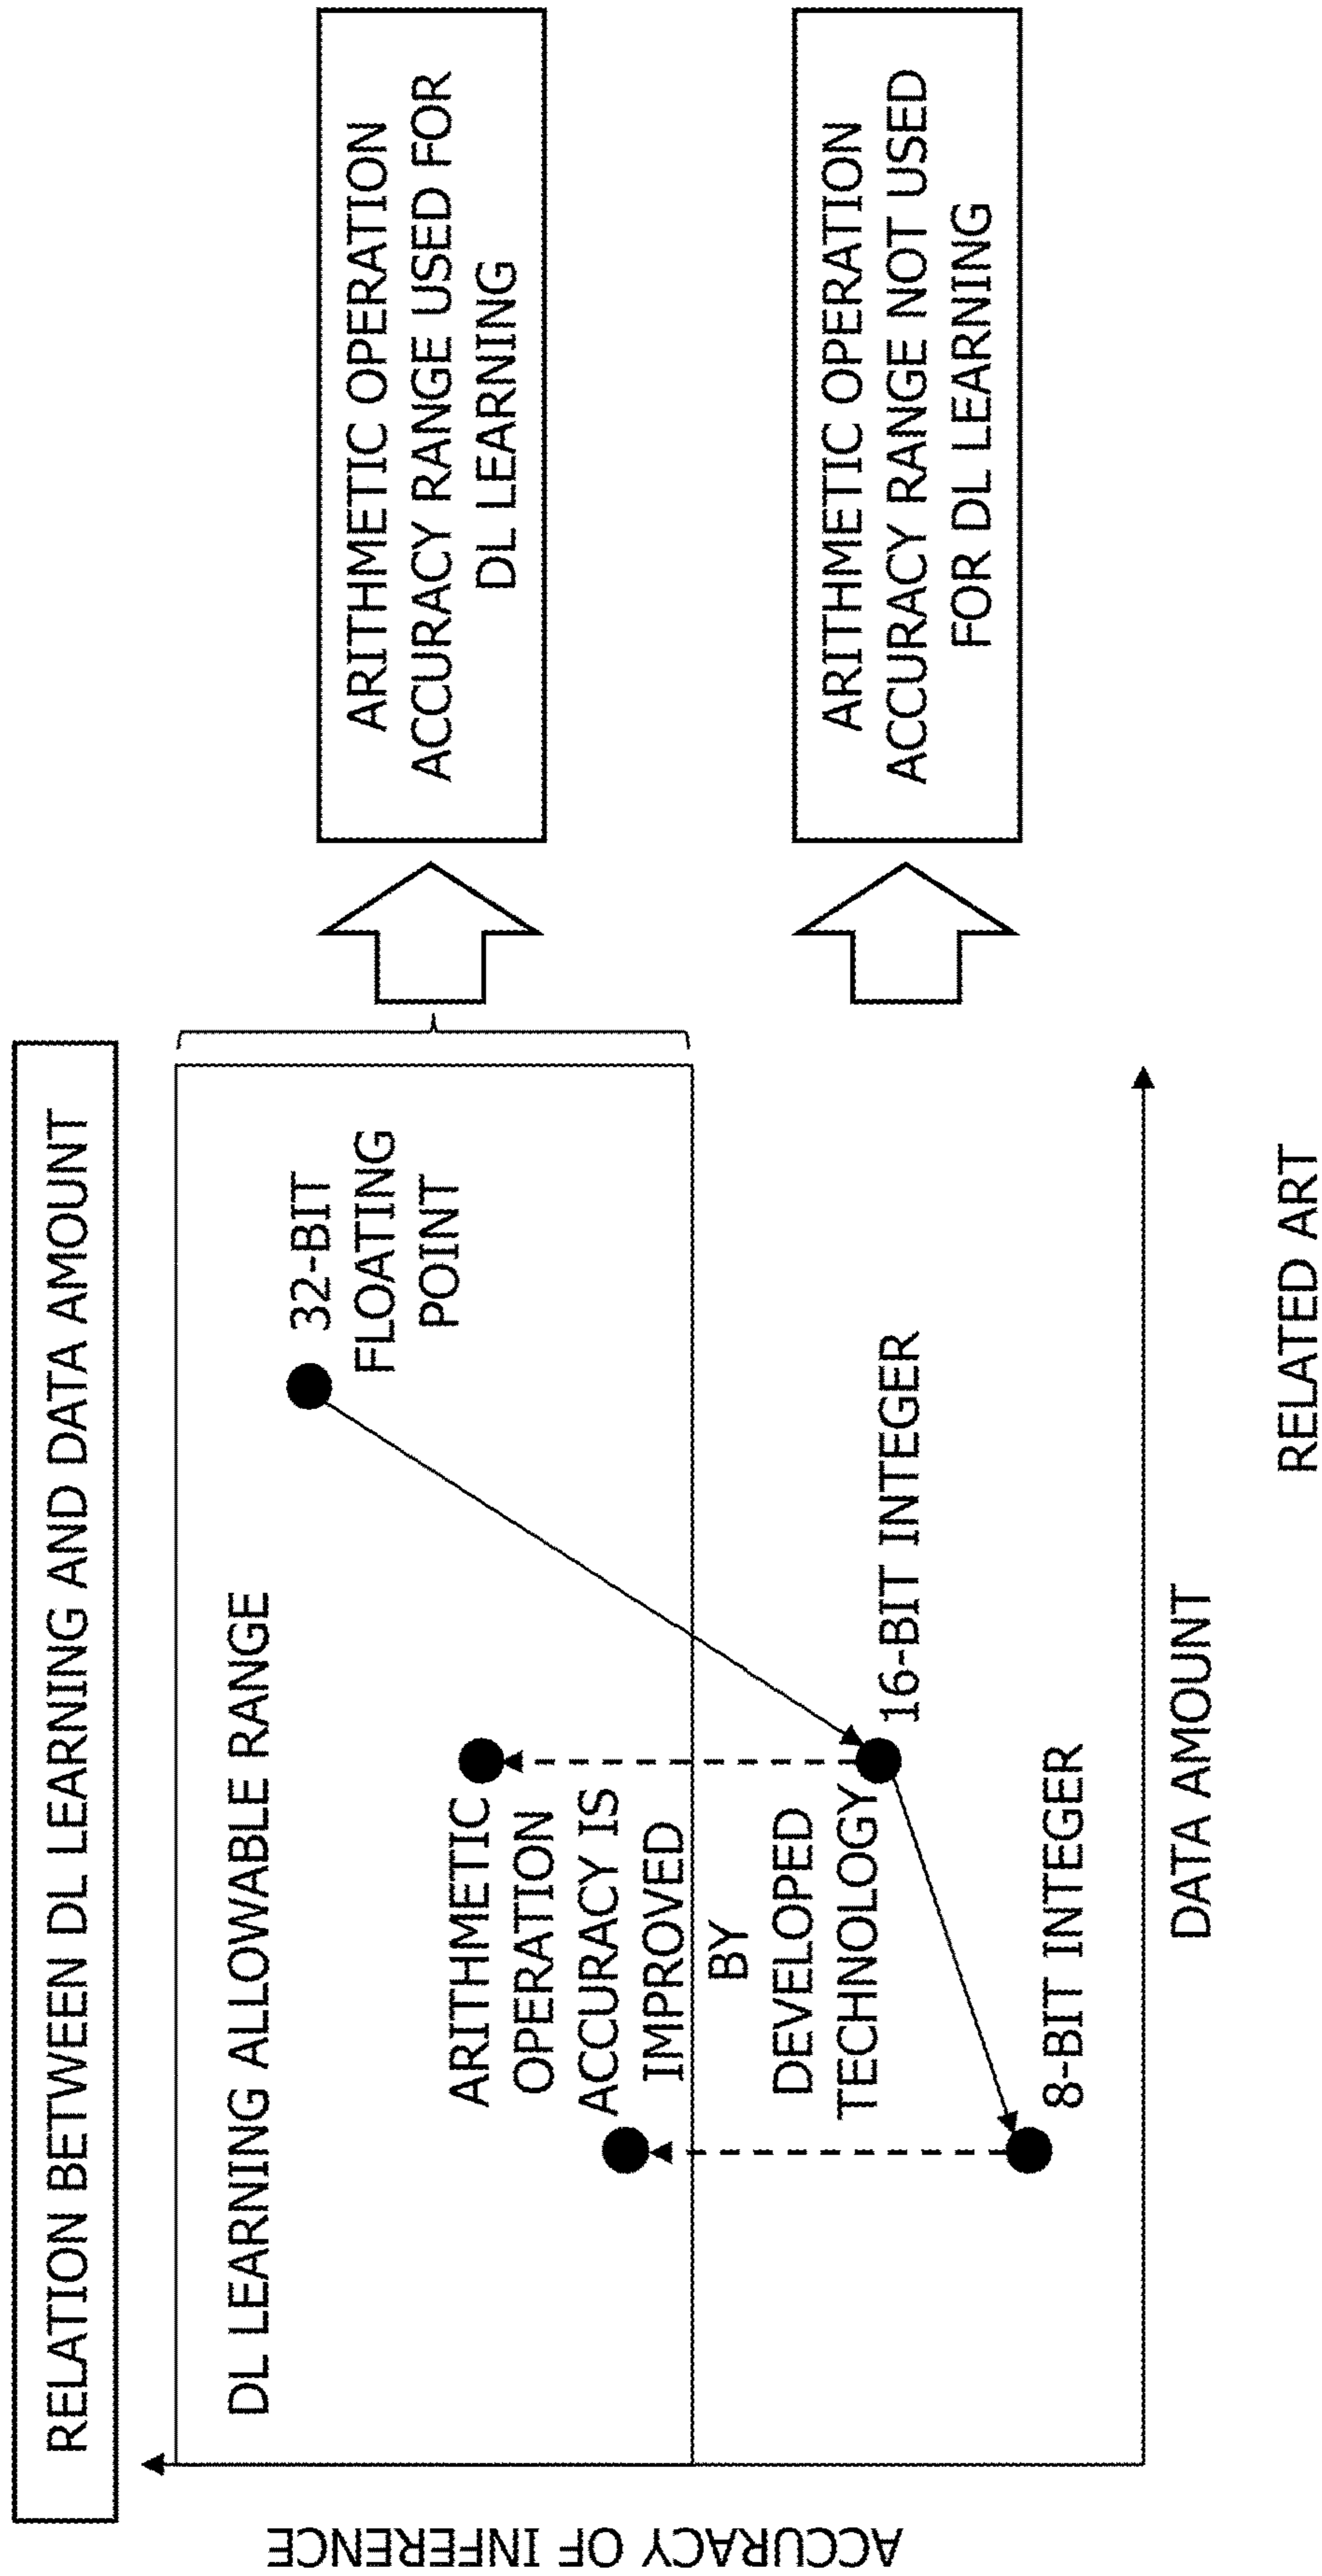 RELATION BETWEEN DL LEARNING AND DATA AMOUNT
ACCURACY OF INFERENCE
DL LEARNING ALLOWABLE RANGE
32-BIT
FLOATING
POINT
ARITHMETIC
OPERATION
ACCURACY IS
IMPROVED
BY
DEVELOPED
TECHNOLOGY
16-BIT INTEGER
8-BIT INTEGER
DATA AMOUNT
ARITHMETIC OPERATION
ACCURACY RANGE USED FOR
DL LEARNING
ARITHMETIC OPERATION
ACCURACY RANGE NOT USED
FOR DL LEARNING
RELATED ART